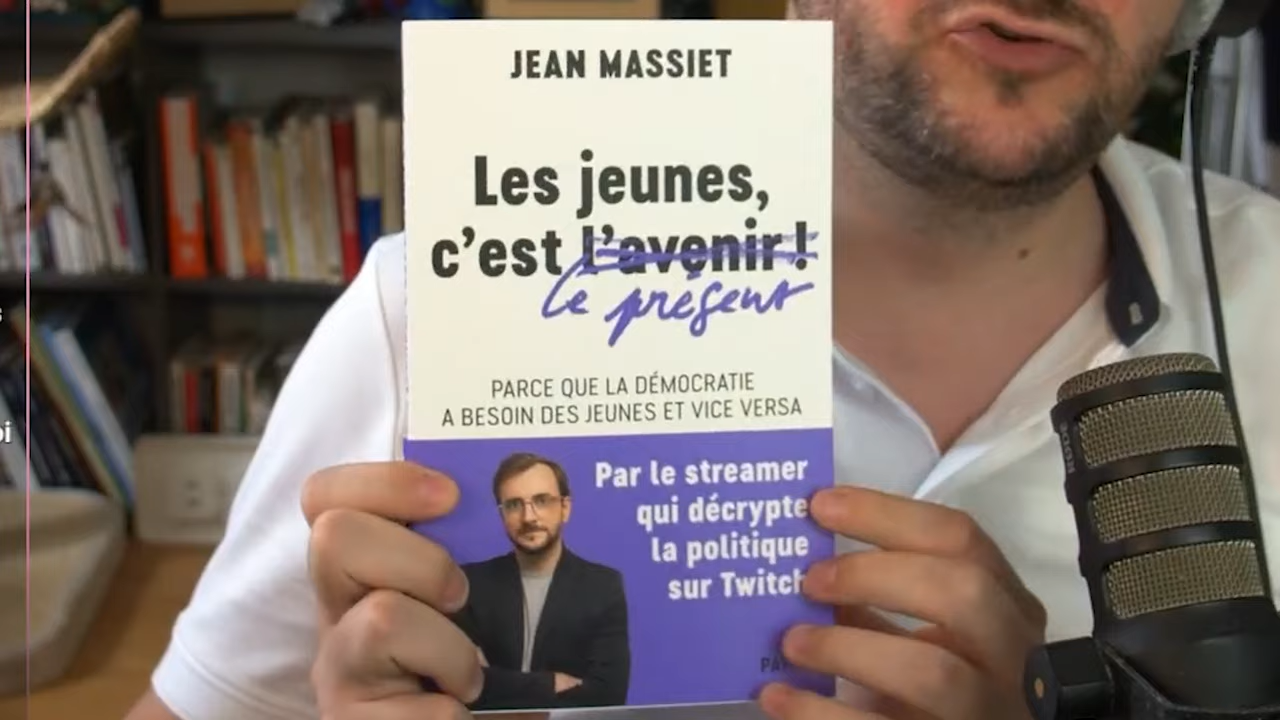 JEAN MASSIET
Les jeunes,
c'est l'avenir !
le présent
PARCE QUE LA DÉMOCRATIE
A BESOIN DES JEUNES ET VICE VERSA
Par le streamer
qui décrypte
la politique
sur Twitch